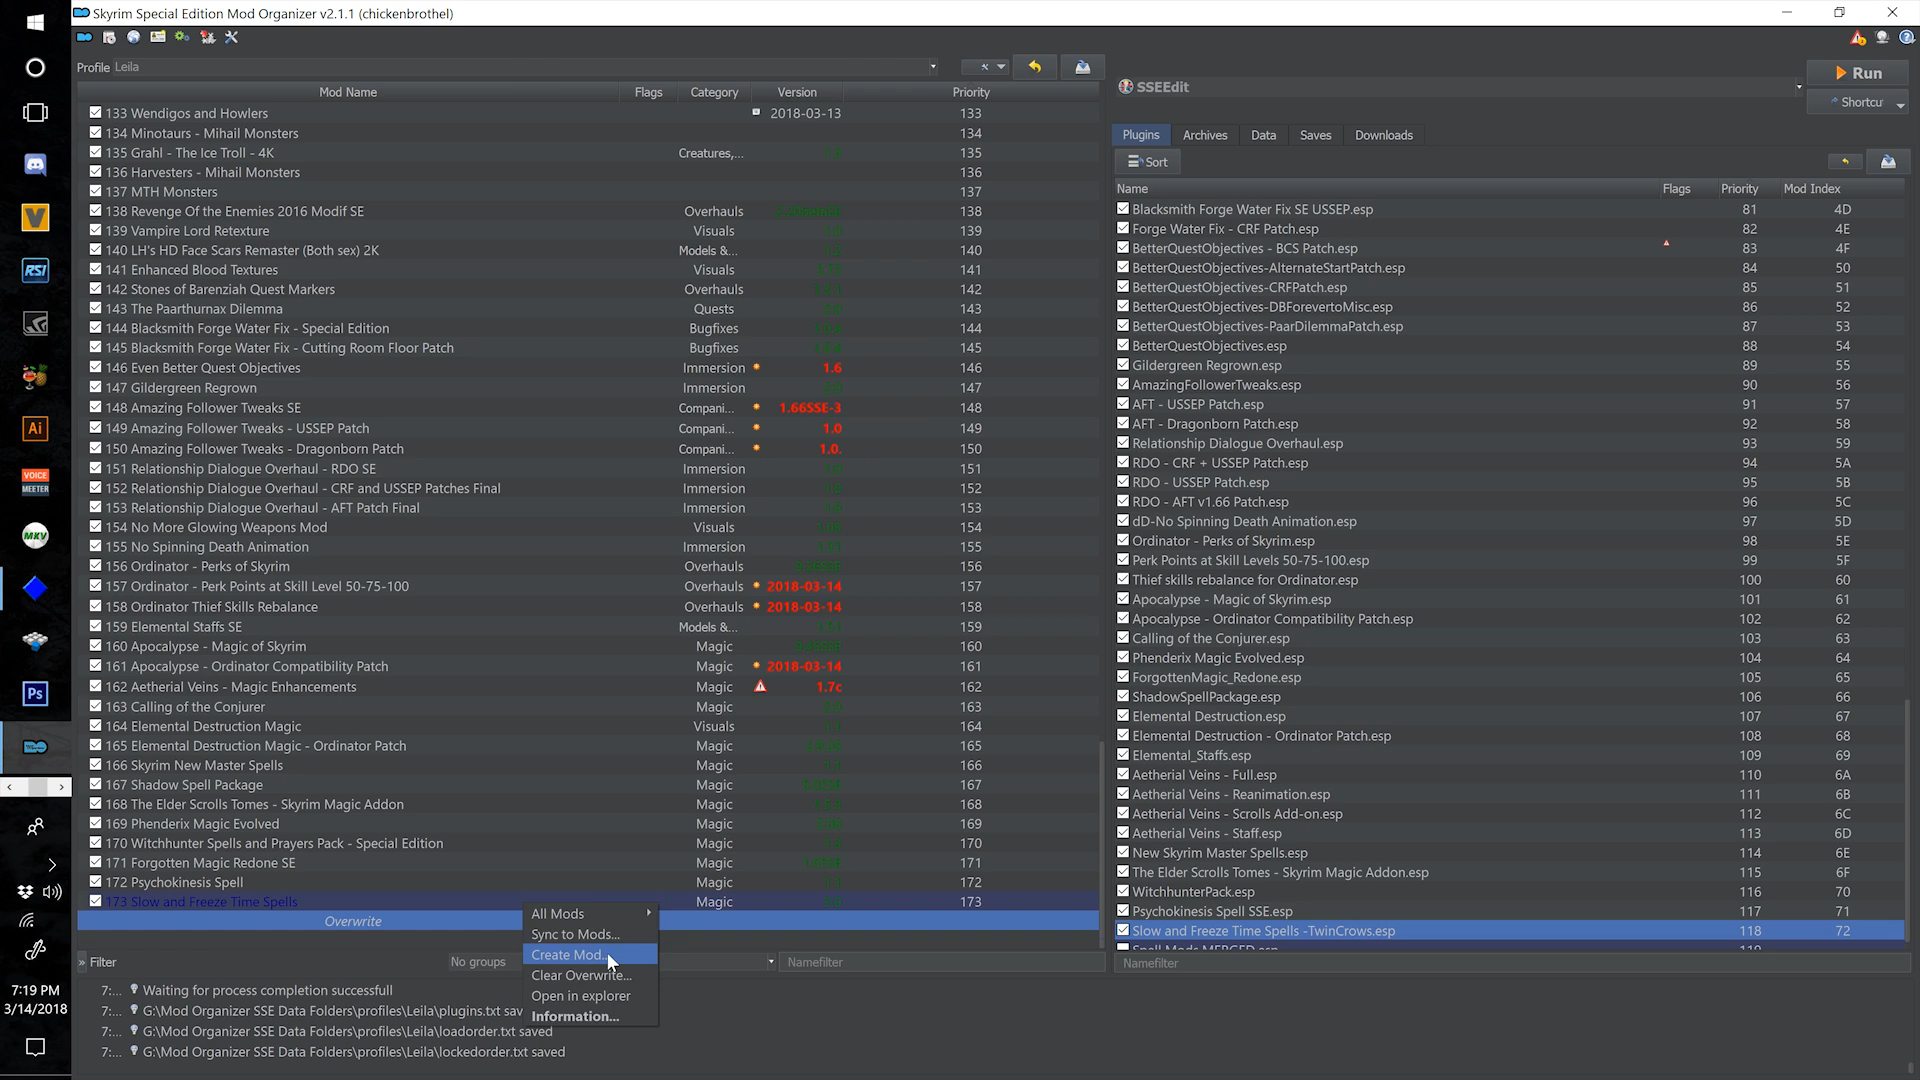 Skyrim Special Edition Mod Organizer v2.1.1 (chickenbrothel)
Profile Leila
Mod Name Flags Category Version Priority
133 Wendigos and Howlers 2018-03-13 133
134 Minotaurs - Mihail Monsters 134
135 Grahl - The Ice Troll - 4K Creatures,... 135
136 Harvesters - Mihail Monsters 136
137 MTH Monsters 137
138 Revenge Of the Enemies 2016 Modif SE Overhauls 138
139 Vampire Lord Retexture Visuals 139
140 LH's HD Face Scars Remaster (Both sex) 2K Models &... 140
141 Enhanced Blood Textures Visuals 141
142 Stones of Barenziah Quest Markers Overhauls 142
143 The Paarthurnax Dilemma Quests 143
144 Blacksmith Forge Water Fix - Special Edition Bugfixes 144
145 Blacksmith Forge Water Fix - Cutting Room Floor Patch Bugfixes 145
146 Even Better Quest Objectives Immersion 1.6 146
147 Gildergreen Regrown Immersion 147
148 Amazing Follower Tweaks SE Compani... 1.66SSE-3 148
149 Amazing Follower Tweaks - USSEP Patch Compani... 1.0 149
150 Amazing Follower Tweaks - Dragonborn Patch Compani... 1.0. 150
151 Relationship Dialogue Overhaul - RDO SE Immersion 151
152 Relationship Dialogue Overhaul - CRF and USSEP Patches Final Immersion 152
153 Relationship Dialogue Overhaul - AFT Patch Final Immersion 153
154 No More Glowing Weapons Mod Visuals 154
155 No Spinning Death Animation Immersion 155
156 Ordinator - Perks of Skyrim Overhauls 156
157 Ordinator - Perk Points at Skill Level 50-75-100 Overhauls 2018-03-14 157
158 Ordinator Thief Skills Rebalance Overhauls 2018-03-14 158
159 Elemental Staffs SE Models &... 159
160 Apocalypse - Magic of Skyrim Magic 160
161 Apocalypse - Ordinator Compatibility Patch Magic 2018-03-14 161
162 Aetherial Veins - Magic Enhancements Magic 1.7c 162
163 Calling of the Conjurer Magic 163
164 Elemental Destruction Magic Visuals 164
165 Elemental Destruction Magic - Ordinator Patch Magic 165
166 Skyrim New Master Spells Magic 166
167 Shadow Spell Package Magic 167
168 The Elder Scrolls Tomes - Skyrim Magic Addon Magic 168
169 Phenderix Magic Evolved Magic 169
170 Witchhunter Spells and Prayers Pack - Special Edition Magic 170
171 Forgotten Magic Redone SE Magic 171
172 Psychokinesis Spell Magic 172
173 Slow and Freeze Time Spells Magic 173
Overwrite
All Mods
Sync to Mods...
Create Mod...
Clear Overwrite...
Open in explorer
Information...
» Filter No groups Namefilter
7:... Waiting for process completion successfull
7:... G:\Mod Organizer SSE Data Folders\profiles\Leila\plugins.txt sav
7:... G:\Mod Organizer SSE Data Folders\profiles\Leila\loadorder.txt saved
7:... G:\Mod Organizer SSE Data Folders\profiles\Leila\lockedorder.txt saved
SSEEdit
Run
Shortcu
Plugins Archives Data Saves Downloads
Sort
Name Flags Priority Mod Index
Blacksmith Forge Water Fix SE USSEP.esp 81 4D
Forge Water Fix - CRF Patch.esp 82 4E
BetterQuestObjectives - BCS Patch.esp 83 4F
BetterQuestObjectives-AlternateStartPatch.esp 84 50
BetterQuestObjectives-CRFPatch.esp 85 51
BetterQuestObjectives-DBForevertoMisc.esp 86 52
BetterQuestObjectives-PaarDilemmaPatch.esp 87 53
BetterQuestObjectives.esp 88 54
Gildergreen Regrown.esp 89 55
AmazingFollowerTweaks.esp 90 56
AFT - USSEP Patch.esp 91 57
AFT - Dragonborn Patch.esp 92 58
Relationship Dialogue Overhaul.esp 93 59
RDO - CRF + USSEP Patch.esp 94 5A
RDO - USSEP Patch.esp 95 5B
RDO - AFT v1.66 Patch.esp 96 5C
dD-No Spinning Death Animation.esp 97 5D
Ordinator - Perks of Skyrim.esp 98 5E
Perk Points at Skill Levels 50-75-100.esp 99 5F
Thief skills rebalance for Ordinator.esp 100 60
Apocalypse - Magic of Skyrim.esp 101 61
Apocalypse - Ordinator Compatibility Patch.esp 102 62
Calling of the Conjurer.esp 103 63
Phenderix Magic Evolved.esp 104 64
ForgottenMagic_Redone.esp 105 65
ShadowSpellPackage.esp 106 66
Elemental Destruction.esp 107 67
Elemental Destruction - Ordinator Patch.esp 108 68
Elemental_Staffs.esp 109 69
Aetherial Veins - Full.esp 110 6A
Aetherial Veins - Reanimation.esp 111 6B
Aetherial Veins - Scrolls Add-on.esp 112 6C
Aetherial Veins - Staff.esp 113 6D
New Skyrim Master Spells.esp 114 6E
The Elder Scrolls Tomes - Skyrim Magic Addon.esp 115 6F
WitchhunterPack.esp 116 70
Psychokinesis Spell SSE.esp 117 71
Slow and Freeze Time Spells -TwinCrows.esp 118 72
Spell Mods MERGED.esp 119
Namefilter
RSI
Ai
VOICE
MEETER
MKV
Ps
7:19 PM
3/14/2018